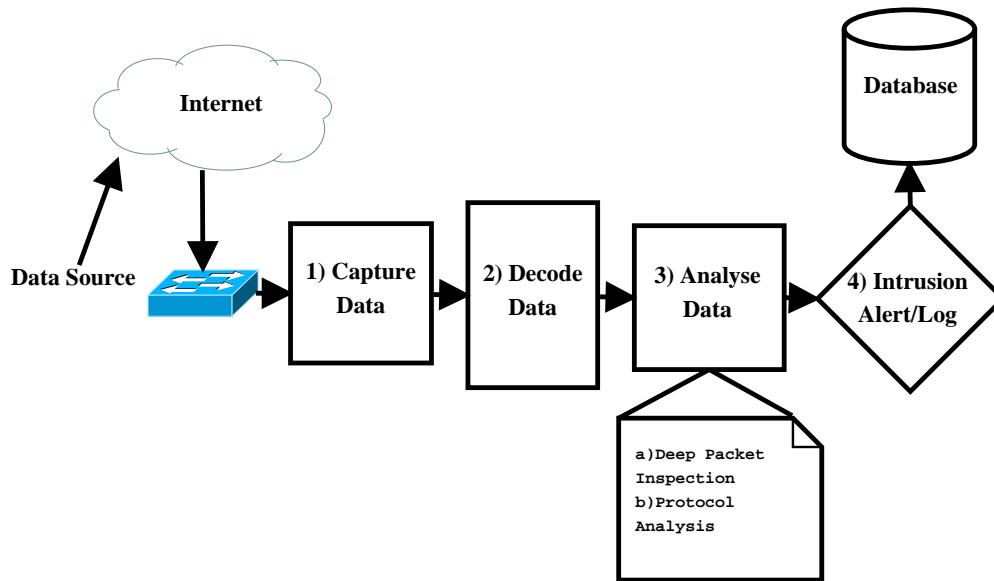 Internet
Database
Data Source
1) Capture
Data
2) Decode
Data
3) Analyse
Data
4) Intrusion
Alert/Log
a)Deep Packet
Inspection
b)Protocol
Analysis